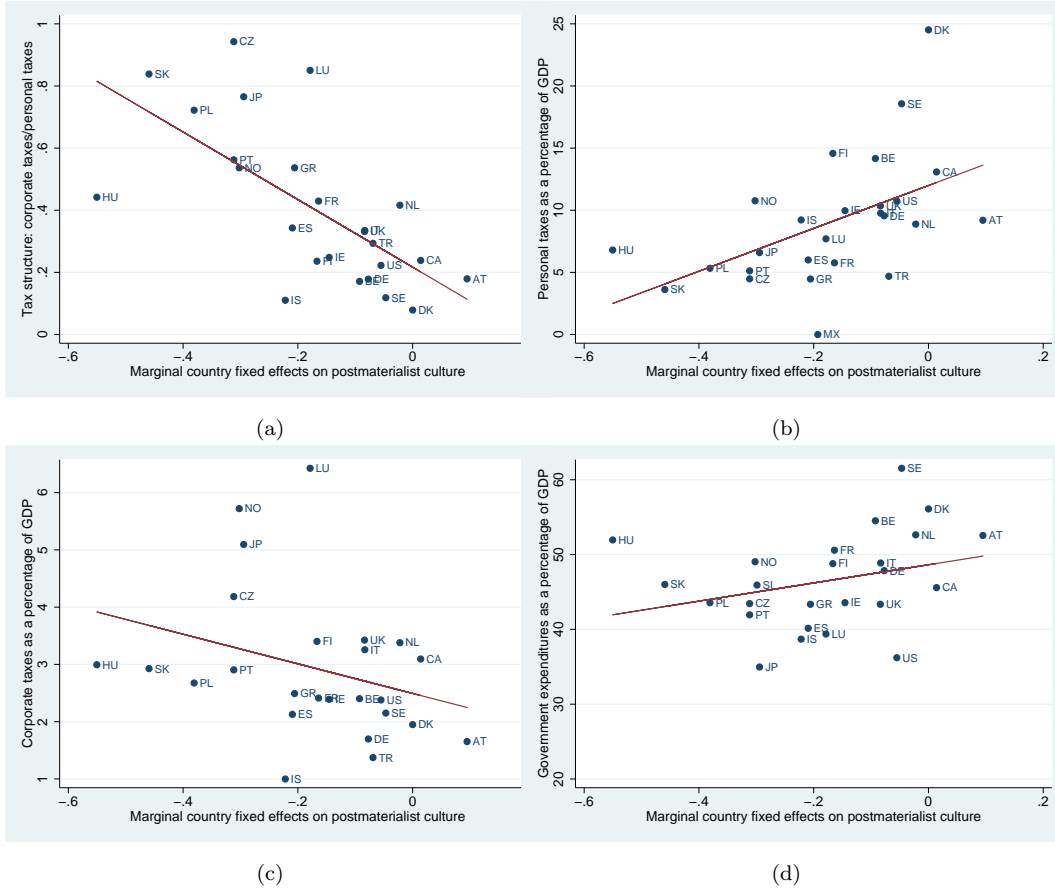 Tax structure: corporate taxes/personal taxes
1
.8
.6
.4
.2
0
CZ
LU
SK
JP
PL
PT
NO
GR
HU
FR
NL
ES
UK
TR
IE
FI
CA
US
DE
BE
AT
IS
SE
DK
−.6 −.4 −.2 0
Marginal country fixed effects on postmaterialist culture
(a)
Personal taxes as a percentage of GDP
25
20
15
10
5
0
DK
SE
FI
BE
CA
NO
US
UK
IE
IT
DE
IS
AT
NL
LU
HU
JP
ES
FR
PL
PT
CZ
GR
TR
SK
MX
−.6 −.4 −.2 0 .2
Marginal country fixed effects on postmaterialist culture
(b)
Corporate taxes as a percentage of GDP
6
5
4
3
2
1
LU
NO
JP
CZ
FI
UK
NL
IT
CA
HU
SK
PT
PL
GR
FR
IE
BE
US
ES
SE
DK
DE
AT
TR
IS
−.6 −.4 −.2 0
Marginal country fixed effects on postmaterialist culture
(c)
Government expenditures as a percentage of GDP
60
50
40
30
20
SE
DK
BE
NL
AT
HU
FR
NO
FI
IT
DE
SK
SI
CA
PL
CZ
GR
IE
UK
PT
ES
LU
IS
US
JP
−.6 −.4 −.2 0 .2
Marginal country fixed effects on postmaterialist culture
(d)